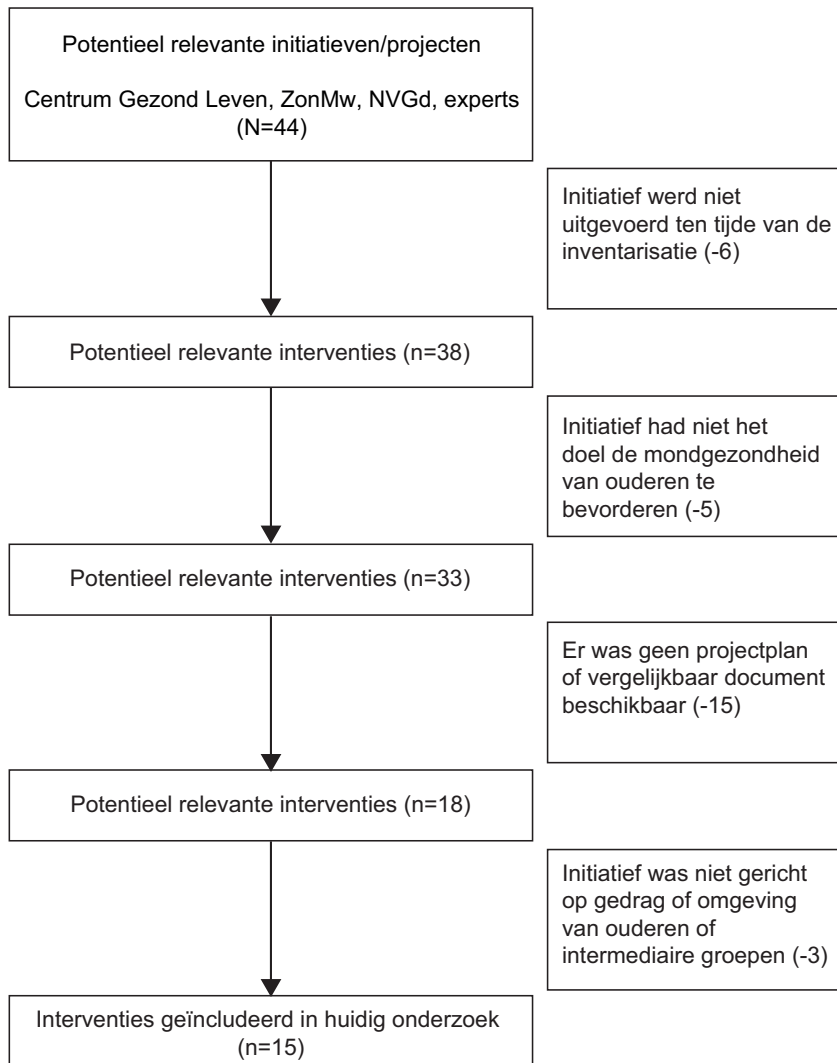 Potentieel relevante initiatieven/projecten
Centrum Gezond Leven, ZonMw, NVGd, experts
(N=44)
Initiatief werd niet
uitgevoerd ten tijde van de
inventarisatie (-6)
Potentieel relevante interventies (n=38)
Initiatief had niet het
doel de mondgezondheid
van ouderen te
bevorderen (-5)
Potentieel relevante interventies (n=33)
Er was geen projectplan
of vergelijkbaar document
beschikbaar (-15)
Potentieel relevante interventies (n=18)
Initiatief was niet gericht
op gedrag of omgeving
van ouderen of
intermediaire groepen (-3)
Interventies geïncludeerd in huidig onderzoek
(n=15)